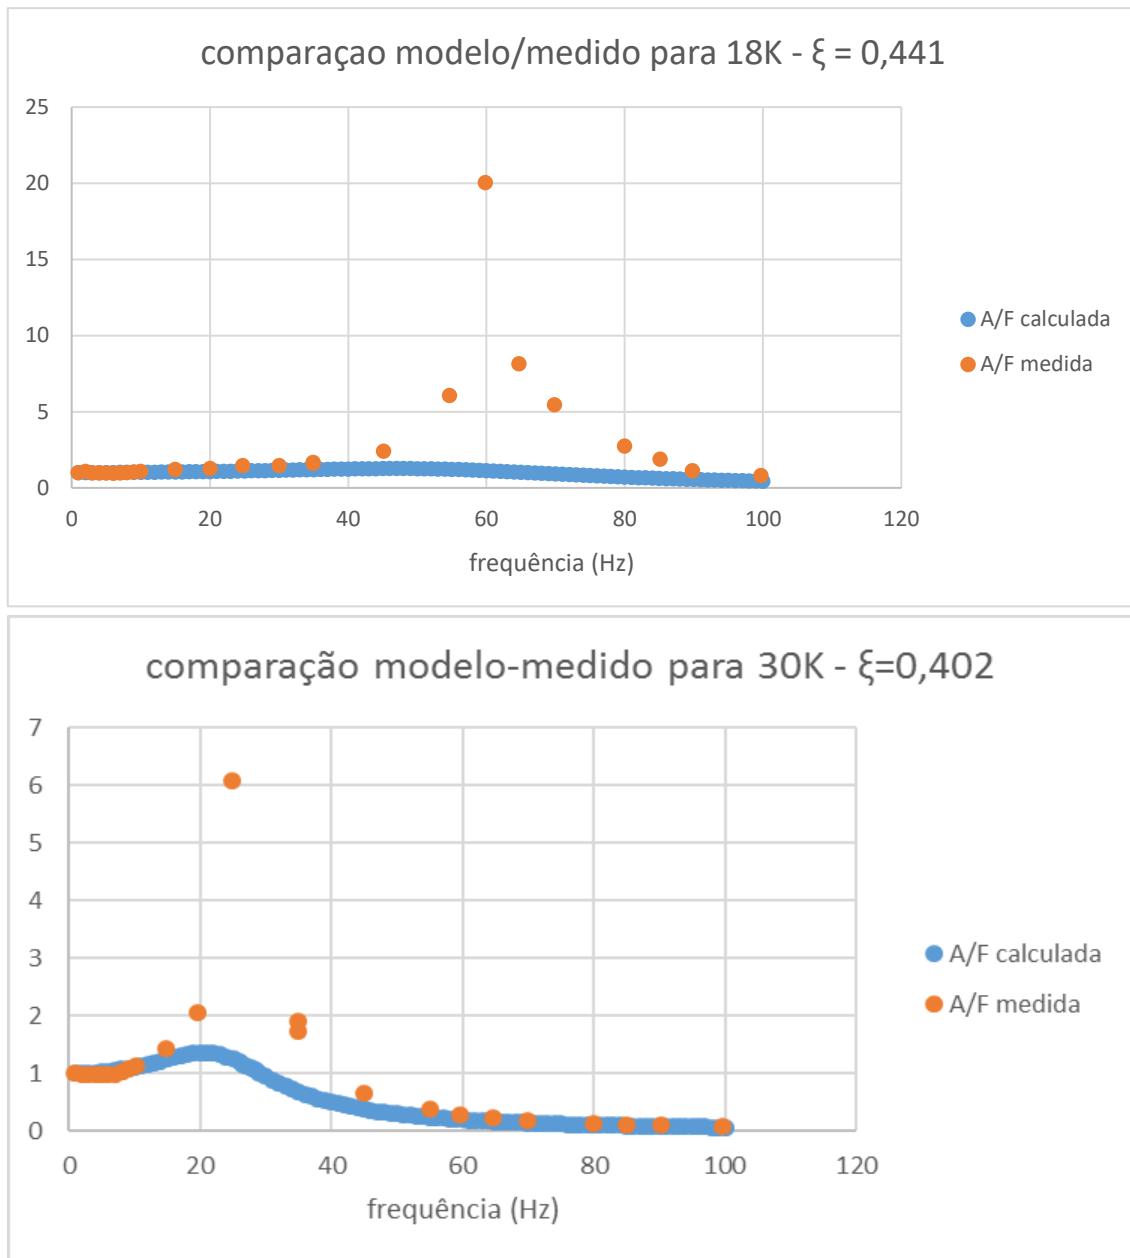 comparaçao modelo/medido para 18K - ξ = 0,441
25
20
15
10
5
0
0 20 40 60 80 100 120
frequência (Hz)
A/F calculada
A/F medida
comparação modelo-medido para 30K - ξ=0,402
7
6
5
4
3
2
1
0
0 20 40 60 80 100 120
frequência (Hz)
A/F calculada
A/F medida